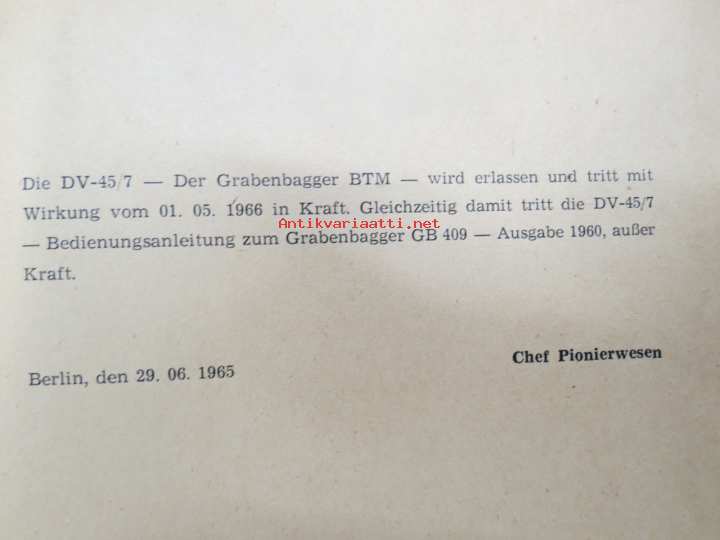 Die DV-45/7 — Der Grabenbagger BTM — wird erlassen und tritt mit
Wirkung vom 01. 05. 1966 in Kraft. Gleichzeitig damit tritt die DV-45/7
Antikvariaatti.net
— Bedienungsanleitung zum Grabenbagger GB 409 — Ausgabe 1960, außer
Kraft.
Chef Pionierwesen
Berlin, den 29. 06. 1965